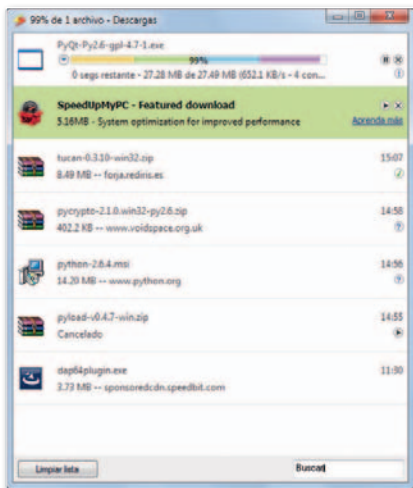 99% de 1 archivo - Descargas
PyQt-Py2.6-gpl-4.7-1.exe
99%
0 segs restante - 27.28 MB de 27.49 MB (652.1 KB/s - 4 con...
SpeedUpMyPC - Featured download
5.16MB - System optimization for improved performance
Aprenda más
tucan-0.3.10-win32.zip
15:07
8.49 MB -- forja.rediris.es
pycrypto-2.1.0.win32-py2.6.zip
14:58
402.2 KB -- www.voidspace.org.uk
python-2.6.4.msi
14:56
14.20 MB -- www.python.org
pyload-v0.4.7-win.zip
14:55
Cancelado
dap64plugin.exe
11:30
3.73 MB -- sponsoredcdn.speedbit.com
Limpiar lista
Buscar